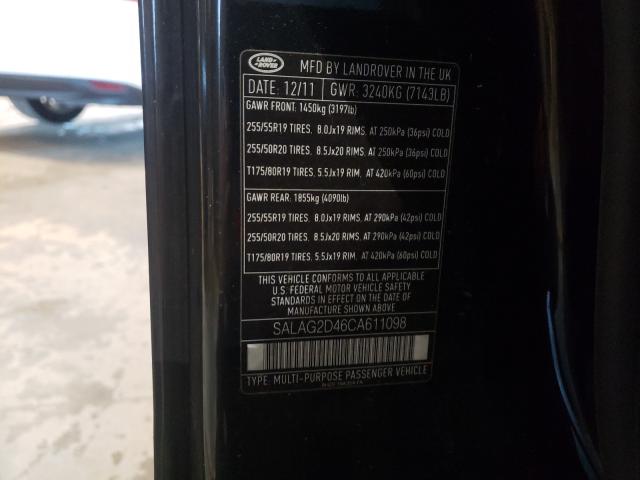 LAND
ROVER
MFD BY LANDROVER IN THE UK
DATE: 12/11 GWR: 3240KG (7143LB)
GAWR FRONT: 1450kg (3197lb)
255/55R19 TIRES, 8.0Jx19 RIMS, AT 250kPa (36psi) COLD
255/50R20 TIRES, 8.5Jx20 RIMS, AT 250kPa (36psi) COLD
T175/80R19 TIRES, 5.5Jx19 RIM, AT 420kPa (60psi) COLD
GAWR REAR: 1855kg (4090lb)
255/55R19 TIRES, 8.0Jx19 RIMS, AT 290kPa (42psi) COLD
255/50R20 TIRES, 8.5Jx20 RIMS, AT 290kPa (42psi) COLD
T175/80R19 TIRES, 5.5Jx19 RIM, AT 420kPa (60psi) COLD
THIS VEHICLE CONFORMS TO ALL APPLICABLE
U.S. FEDERAL MOTOR VEHICLE SAFETY
STANDARDS IN EFFECT ON THE DATE OF
MANUFACTURE SHOWN ABOVE
SALAG2D46CA611098
TYPE: MULTI-PURPOSE PASSENGER VEHICLE